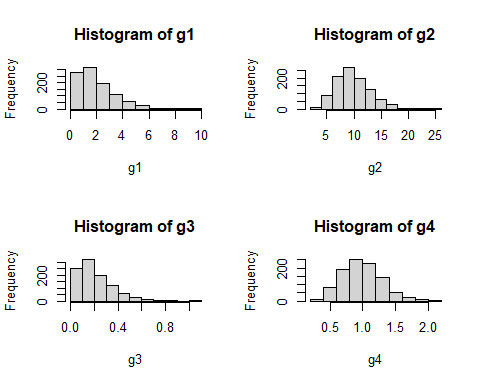 Histogram of g1
Frequency
0 200
0 2 4 6 8 10
g1
Histogram of g2
Frequency
0 200
5 10 15 20 25
g2
Histogram of g3
Frequency
0 200
0.0 0.4 0.8
g3
Histogram of g4
Frequency
0 200
0.5 1.0 1.5 2.0
g4